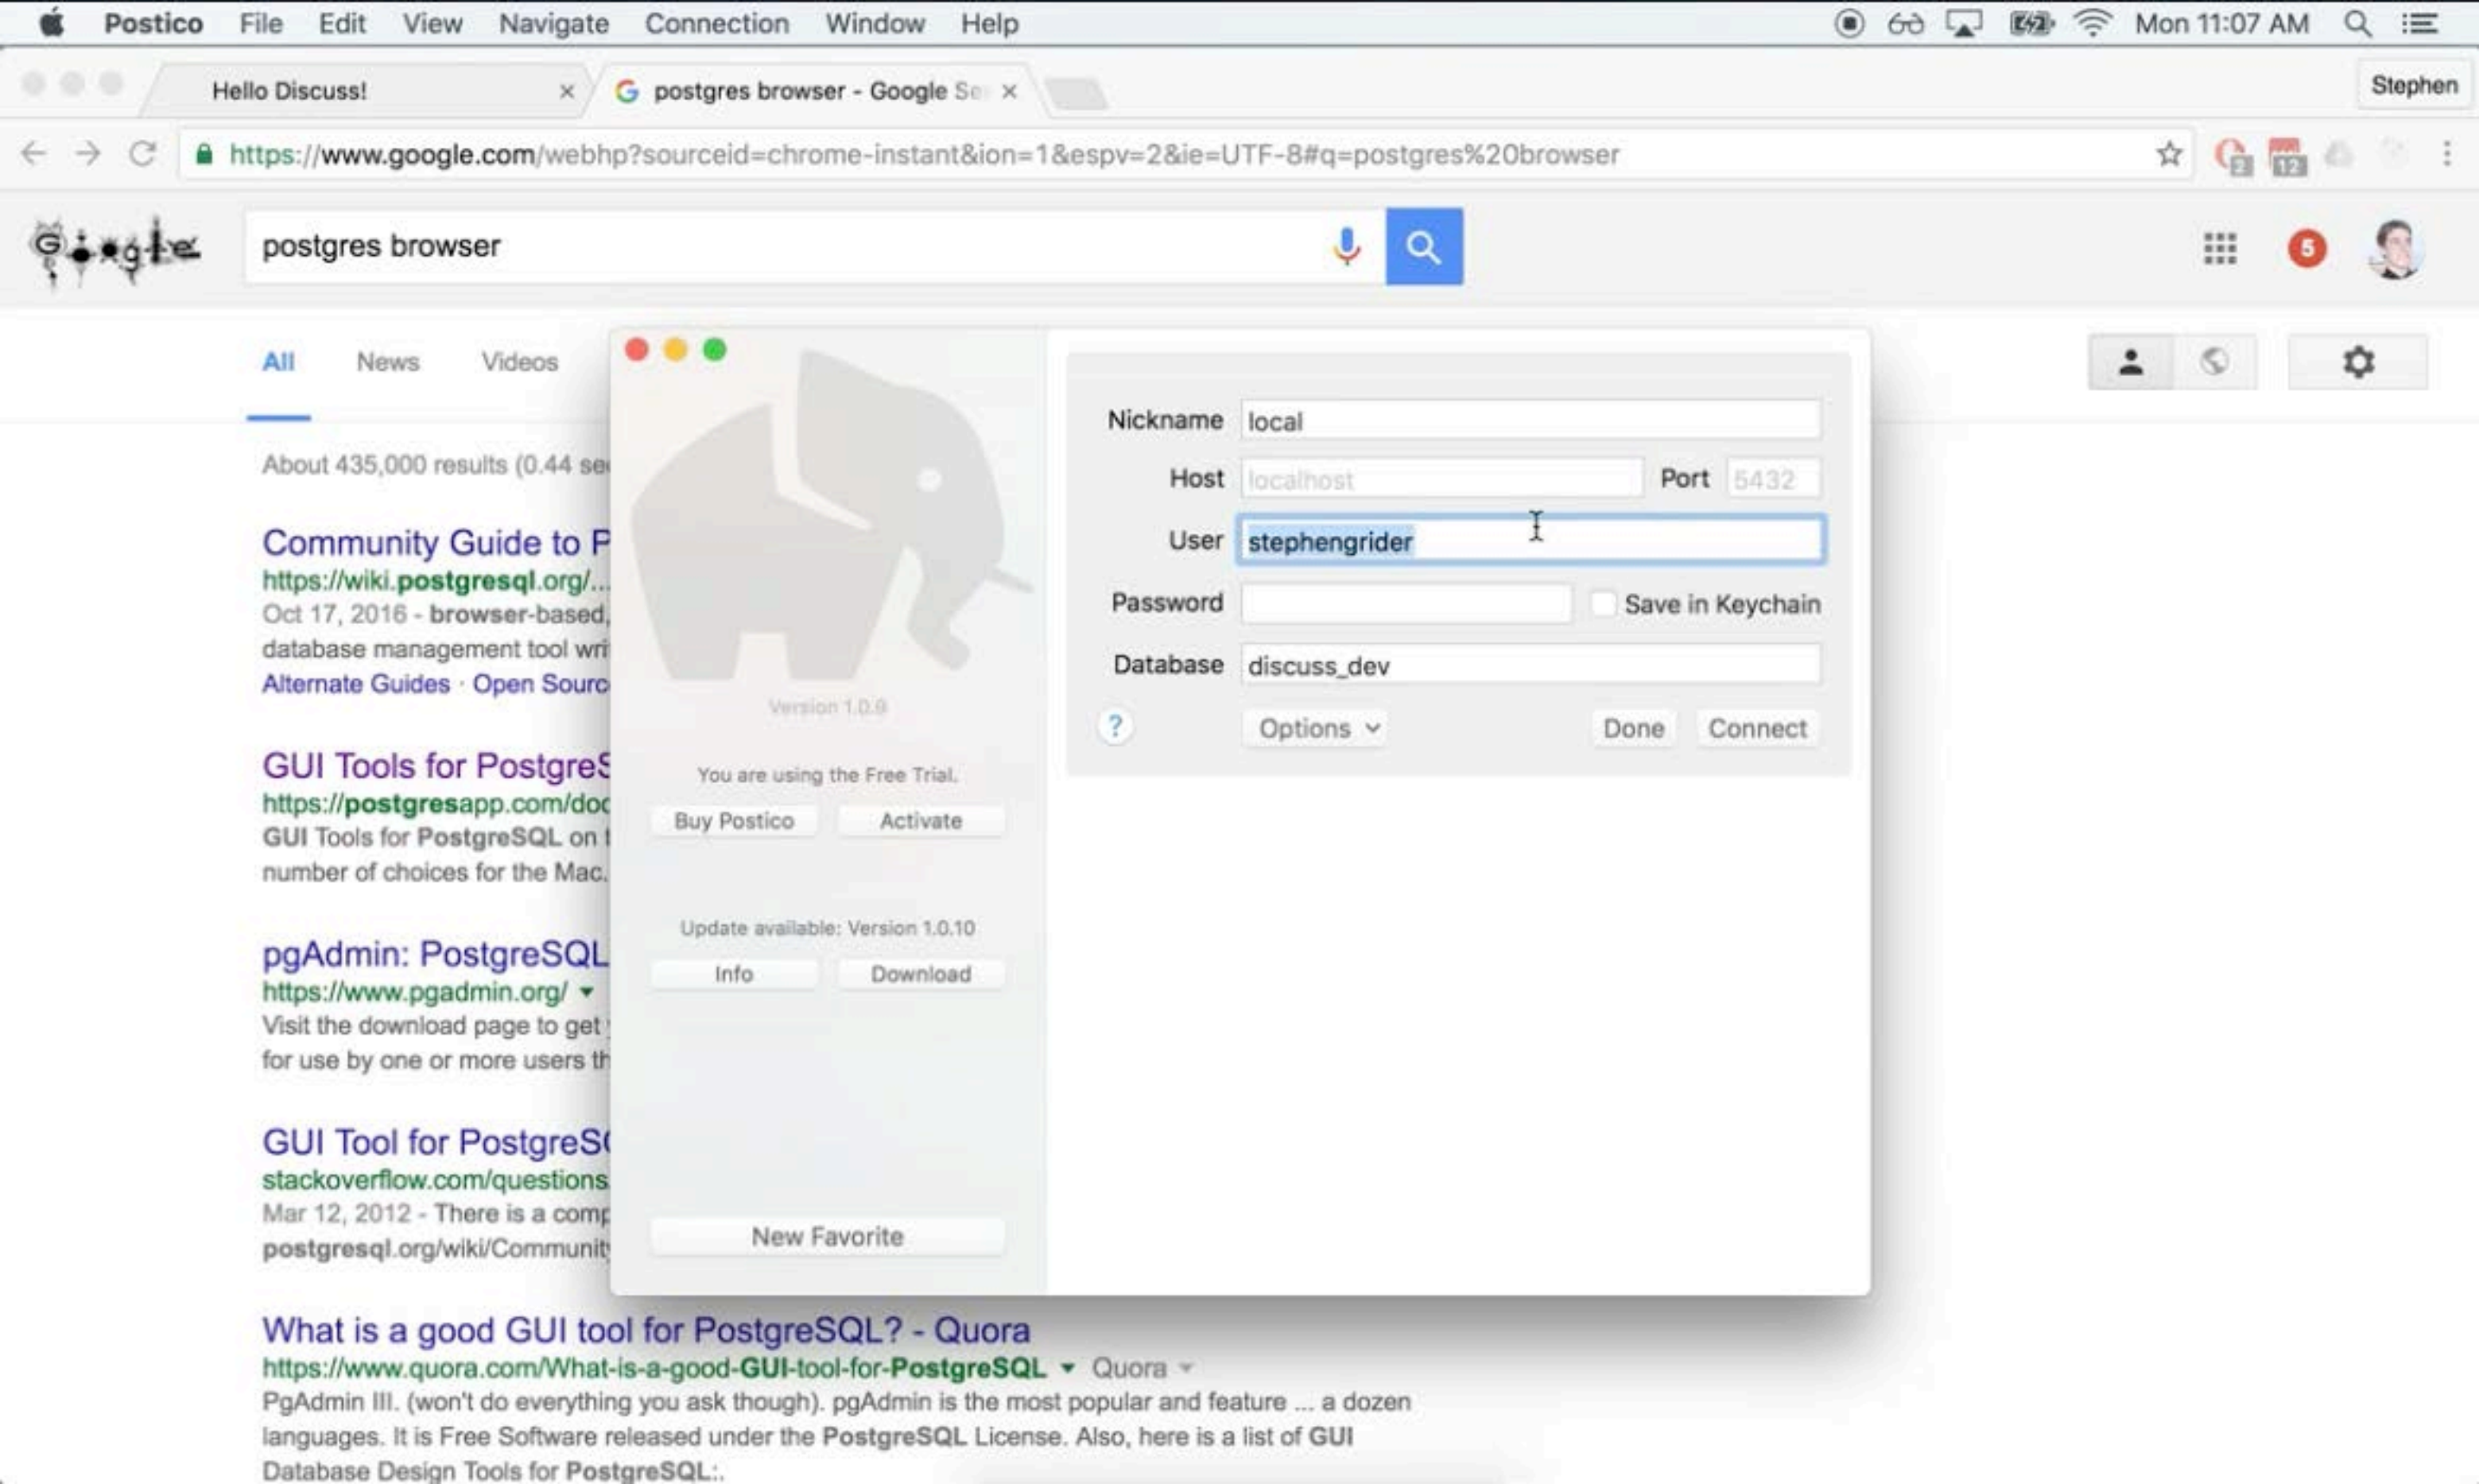 Postico File Edit View Navigate Connection Window Help Mon 11:07 AM
Hello Discuss! postgres browser - Google Se Stephen
https://www.google.com/webhp?sourceid=chrome-instant&ion=1&espv=2&ie=UTF-8#q=postgres%20browser 2 12
Google postgres browser 5
All News Videos
About 435,000 results (0.44 se
Community Guide to P
https://wiki.postgresql.org/...
Oct 17, 2016 - browser-based,
database management tool wri
Alternate Guides · Open Sourc
GUI Tools for PostgreS
https://postgresapp.com/doc
GUI Tools for PostgreSQL on
number of choices for the Mac.
pgAdmin: PostgreSQL
https://www.pgadmin.org/
Visit the download page to get
for use by one or more users th
GUI Tool for PostgreS
stackoverflow.com/questions
Mar 12, 2012 - There is a comp
postgresql.org/wiki/Community
What is a good GUI tool for PostgreSQL? - Quora
https://www.quora.com/What-is-a-good-GUI-tool-for-PostgreSQL Quora
PgAdmin III. (won't do everything you ask though). pgAdmin is the most popular and feature ... a dozen
languages. It is Free Software released under the PostgreSQL License. Also, here is a list of GUI
Database Design Tools for PostgreSQL:.
Version 1.0.9
You are using the Free Trial.
Buy Postico Activate
Update available: Version 1.0.10
Info Download
New Favorite
Nickname local
Host localhost Port 5432
User stephengrider
Password Save in Keychain
Database discuss_dev
? Options Done Connect